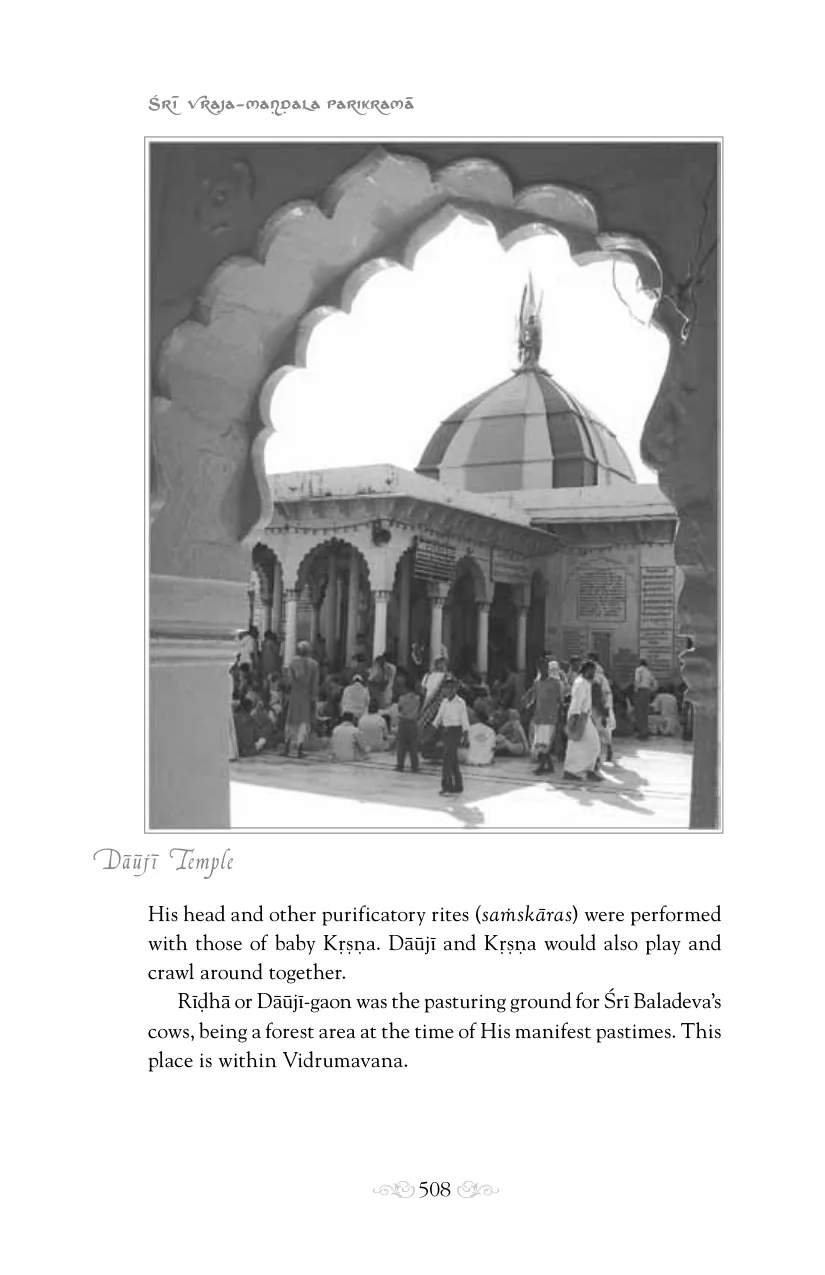 Śrī Vraja-maṇḍala Parikramā
Dāūjī Temple
His head and other purificatory rites (saṁskāras) were performed
with those of baby Kṛṣṇa. Dāūjī and Kṛṣṇa would also play and
crawl around together.
Rīḍhā or Dāūjī-gaon was the pasturing ground for Śrī Baladeva’s
cows, being a forest area at the time of His manifest pastimes. This
place is within Vidrumavana.
508